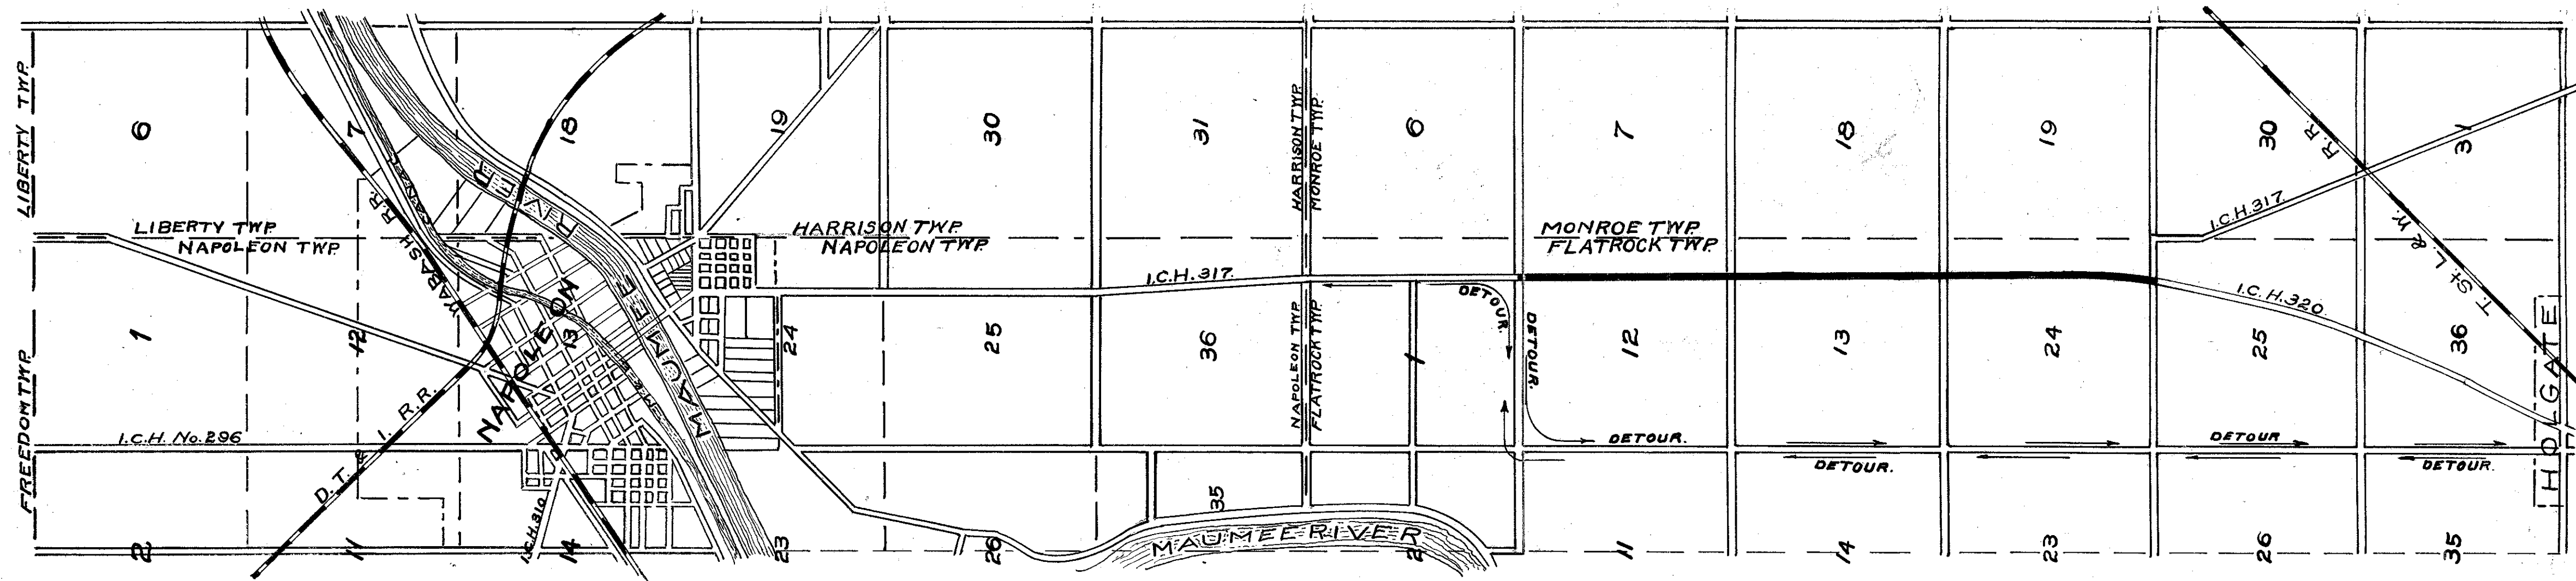 LIBERTY TWP.
FREEDOM TWP.
6
7
18
19
30
31
6
7
18
19
30
31
LIBERTY TWP.
NAPOLEON TWP.
HARRISON TWP.
NAPOLEON TWP.
HARRISON TWP.
MONROE TWP.
MONROE TWP.
FLATROCK TWP.
NAPOLEON TWP.
FLATROCK TWP.
CANAL
WABASH R.R.
MAUMEE RIVER
NAPOLEON
D. T. & I. R. R.
I.C.H. No. 296
I.C.H. 310
I.C.H. 317.
I.C.H. 317.
I.C.H. 320
T. St. L. & W. R.R.
HOLGATE
1
12
13
24
25
36
1
12
13
24
25
36
DETOUR.
DETOUR.
DETOUR.
DETOUR
DETOUR.
DETOUR.
2
11
14
23
26
35
2
11
14
23
26
35
MAUMEE RIVER